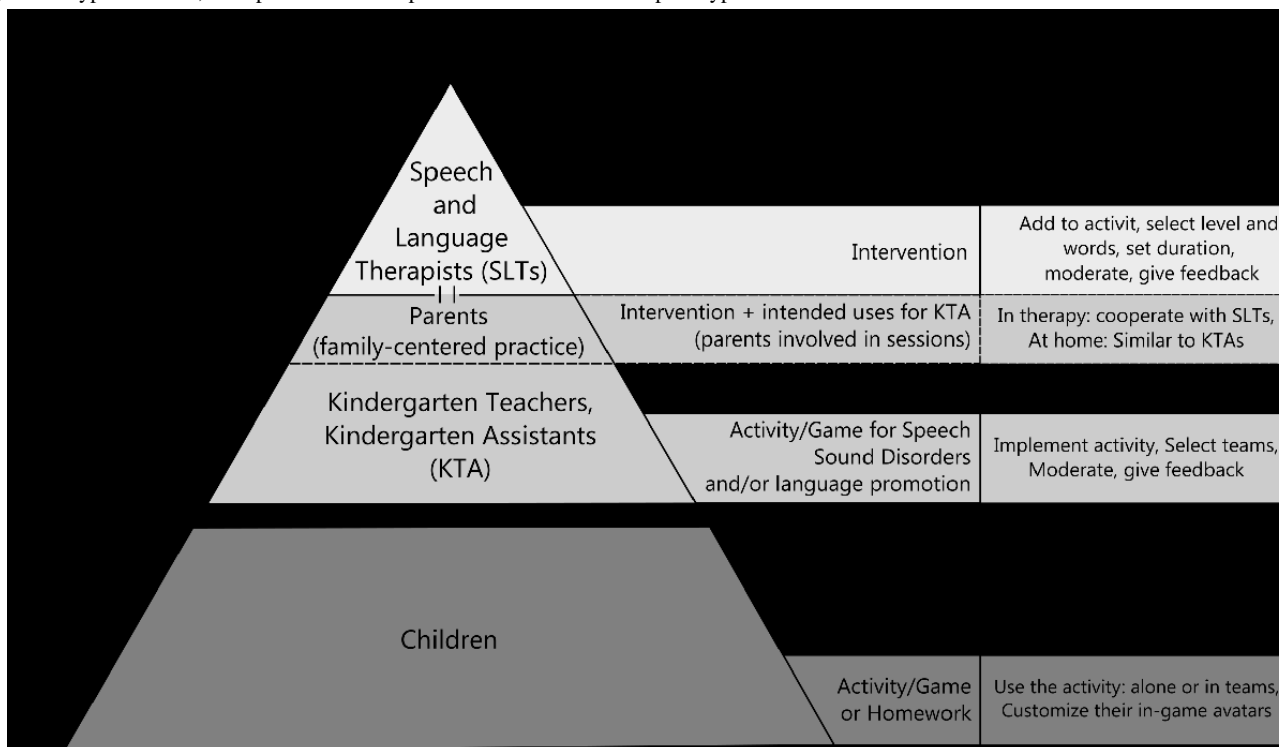 Speech
and
Language
Therapists (SLTs)
Intervention
Add to activit, select level and
words, set duration,
moderate, give feedback
Parents
(family-centered practice)
Intervention + intended uses for KTA
(parents involved in sessions)
In therapy: cooperate with SLTs,
At home: Similar to KTAs
Kindergarten Teachers,
Kindergarten Assistants
(KTA)
Activity/Game for Speech
Sound Disorders
and/or language promotion
Implement activity, Select teams,
Moderate, give feedback
Children
Activity/Game
or Homework
Use the activity: alone or in teams,
Customize their in-game avatars